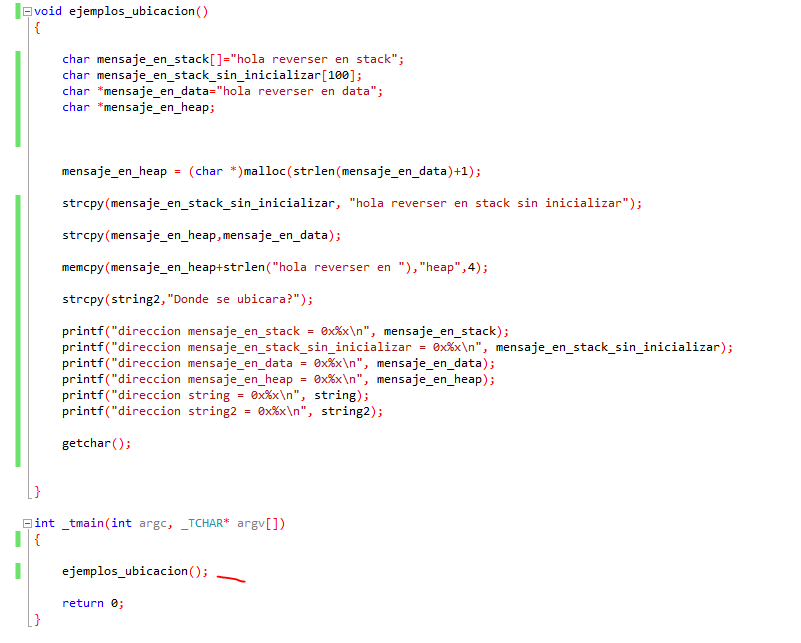 void ejemplos_ubicacion()
{
char mensaje_en_stack[]="hola reverser en stack";
char mensaje_en_stack_sin_inicializar[100];
char *mensaje_en_data="hola reverser en data";
char *mensaje_en_heap;
mensaje_en_heap = (char *)malloc(strlen(mensaje_en_data)+1);
strcpy(mensaje_en_stack_sin_inicializar, "hola reverser en stack sin inicializar");
strcpy(mensaje_en_heap,mensaje_en_data);
memcpy(mensaje_en_heap+strlen("hola reverser en "),"heap",4);
strcpy(string2,"Donde se ubicara?");
printf("direccion mensaje_en_stack = 0x%x\n", mensaje_en_stack);
printf("direccion mensaje_en_stack_sin_inicializar = 0x%x\n", mensaje_en_stack_sin_inicializar);
printf("direccion mensaje_en_data = 0x%x\n", mensaje_en_data);
printf("direccion mensaje_en_heap = 0x%x\n", mensaje_en_heap);
printf("direccion string = 0x%x\n", string);
printf("direccion string2 = 0x%x\n", string2);
getchar();
}
int _tmain(int argc, _TCHAR* argv[])
{
ejemplos_ubicacion();
return 0;
}